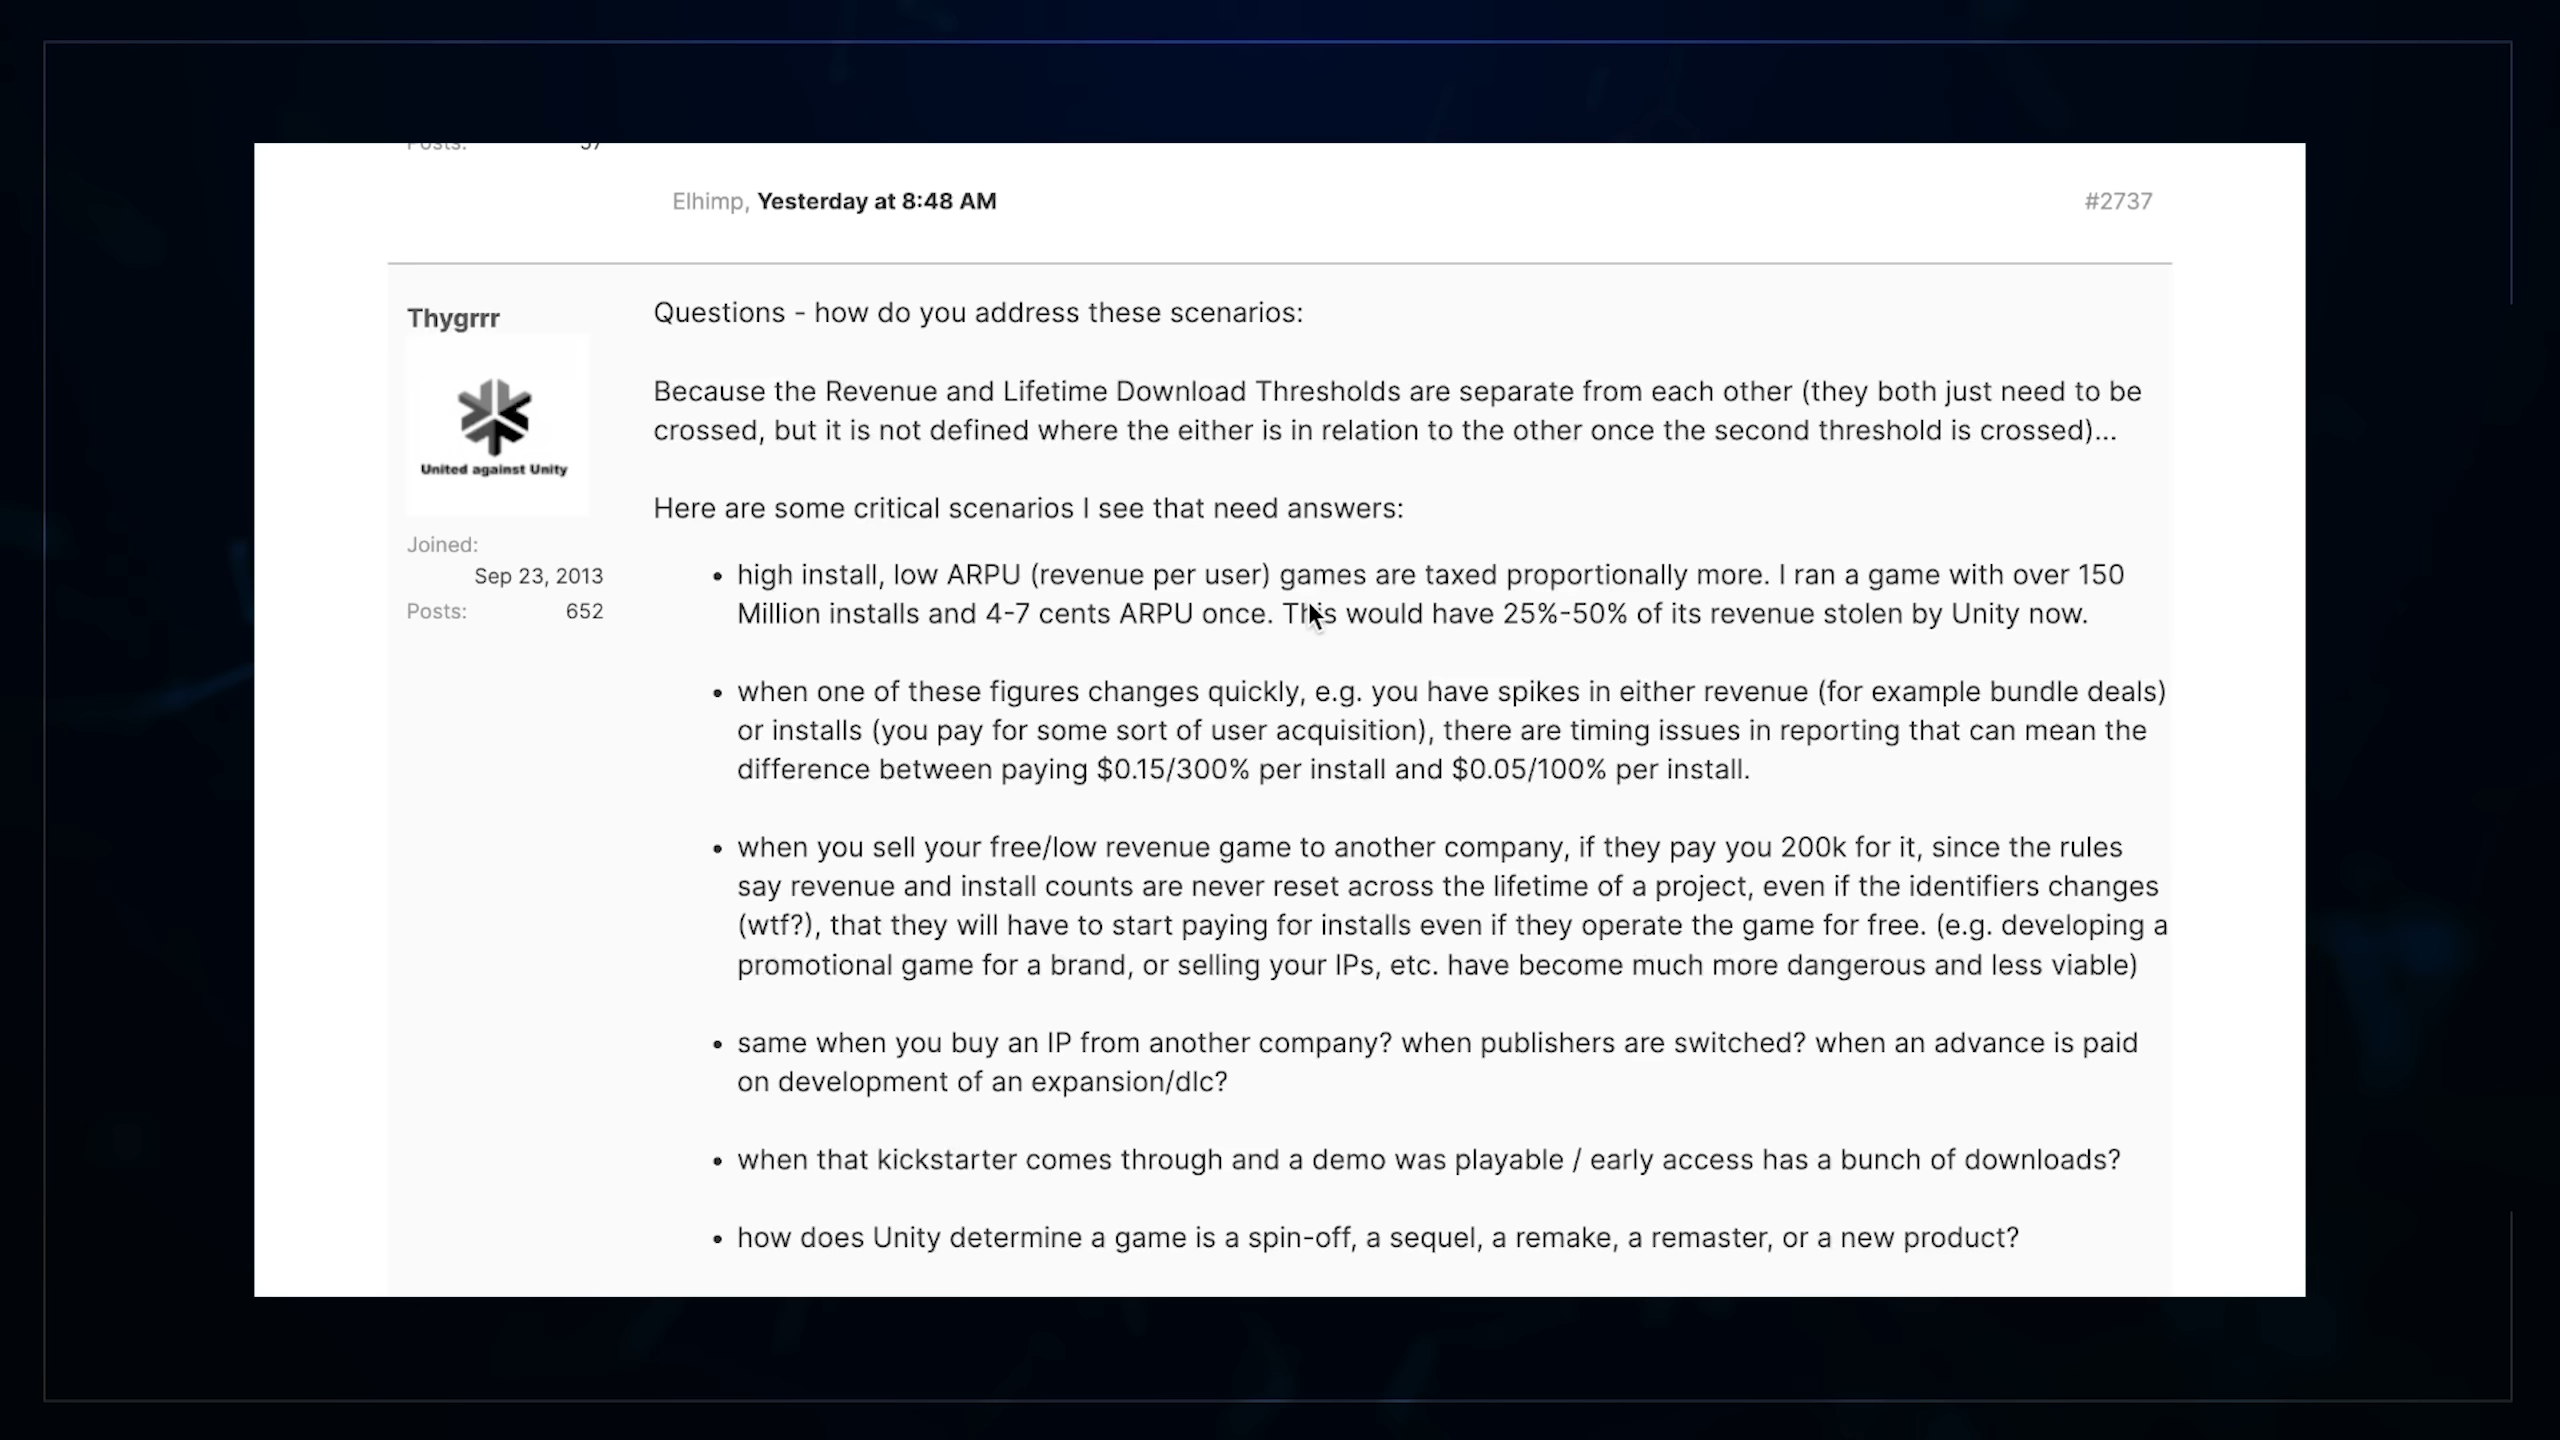 Posts: 57
Elhimp, Yesterday at 8:48 AM
#2737
Thygrrr
United against Unity
Joined:
Sep 23, 2013
Posts: 652
Questions - how do you address these scenarios:
Because the Revenue and Lifetime Download Thresholds are separate from each other (they both just need to be
crossed, but it is not defined where the either is in relation to the other once the second threshold is crossed)...
Here are some critical scenarios I see that need answers:
• high install, low ARPU (revenue per user) games are taxed proportionally more. I ran a game with over 150
Million installs and 4-7 cents ARPU once. This would have 25%-50% of its revenue stolen by Unity now.
• when one of these figures changes quickly, e.g. you have spikes in either revenue (for example bundle deals)
or installs (you pay for some sort of user acquisition), there are timing issues in reporting that can mean the
difference between paying $0.15/300% per install and $0.05/100% per install.
• when you sell your free/low revenue game to another company, if they pay you 200k for it, since the rules
say revenue and install counts are never reset across the lifetime of a project, even if the identifiers changes
(wtf?), that they will have to start paying for installs even if they operate the game for free. (e.g. developing a
promotional game for a brand, or selling your IPs, etc. have become much more dangerous and less viable)
• same when you buy an IP from another company? when publishers are switched? when an advance is paid
on development of an expansion/dlc?
• when that kickstarter comes through and a demo was playable / early access has a bunch of downloads?
• how does Unity determine a game is a spin-off, a sequel, a remake, a remaster, or a new product?